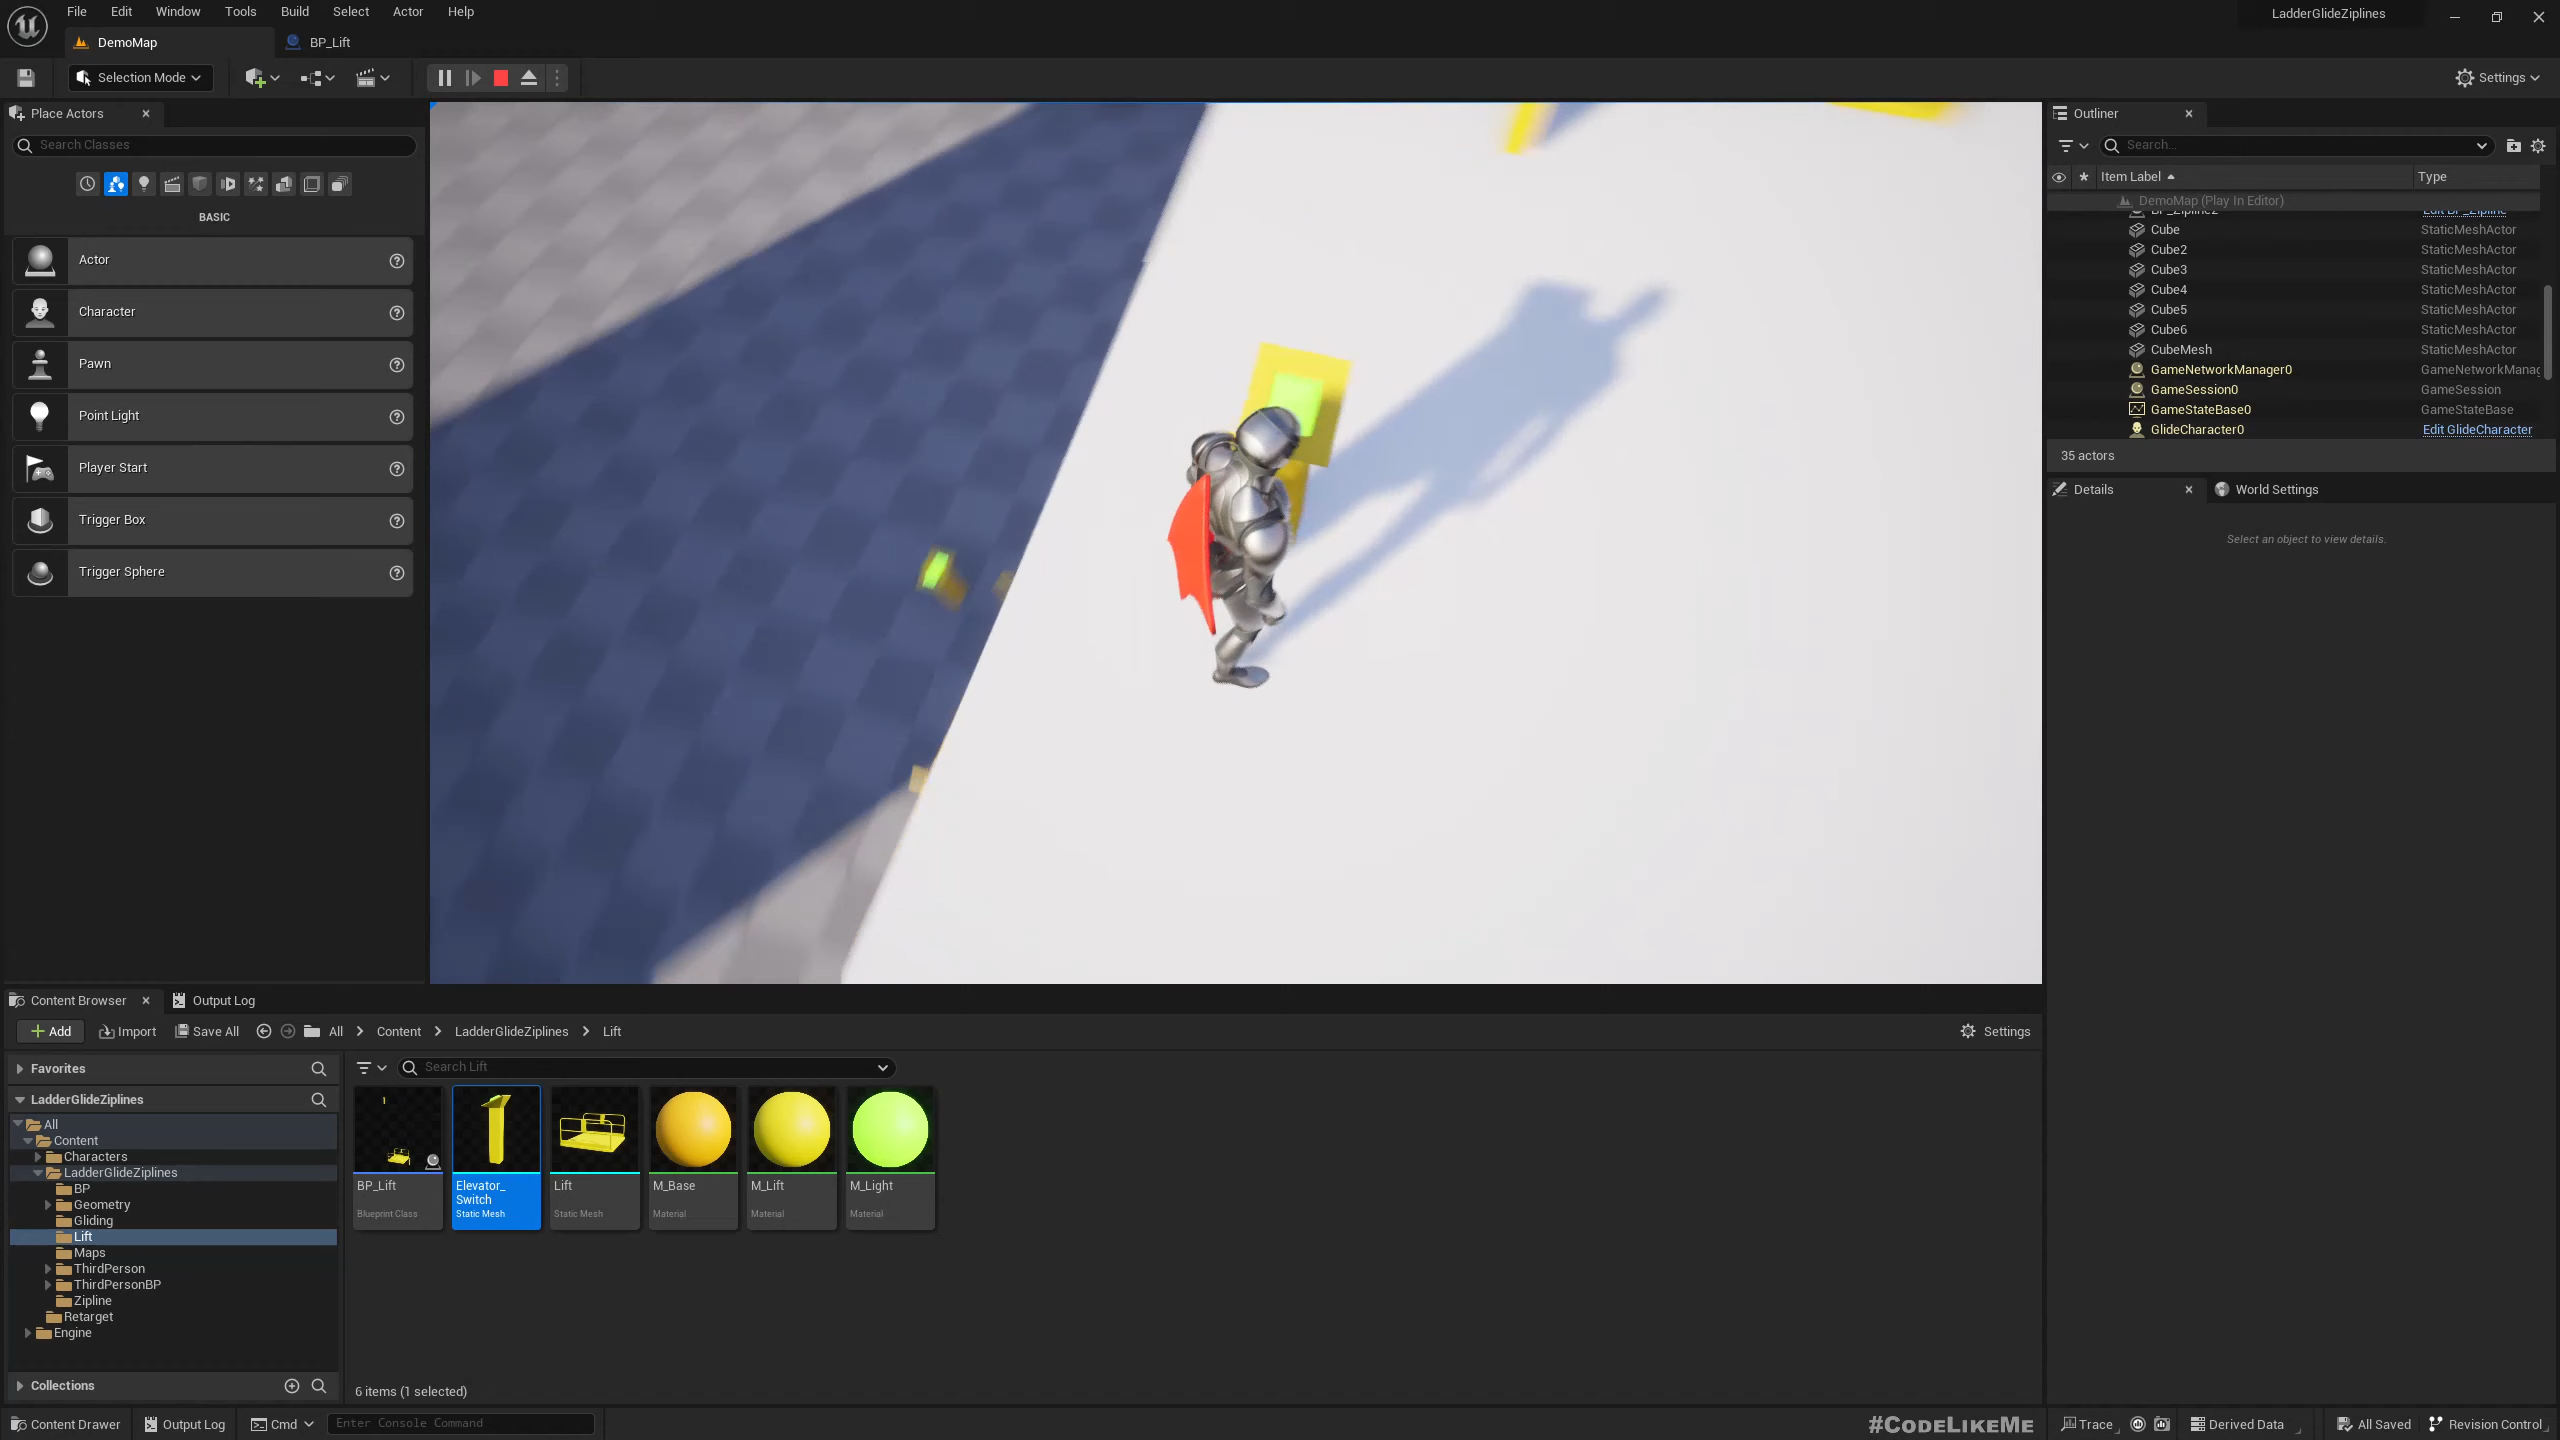 File Edit Window Tools Build Select Actor Help
LadderGlideZiplines
DemoMap
BP_Lift
Selection Mode
Settings
Place Actors
Search Classes
BASIC
Actor
Character
Pawn
Point Light
Player Start
Trigger Box
Trigger Sphere
Outliner
Search...
Item Label
Type
DemoMap (Play In Editor)
BP_Zipline2 Edit BP_Zipline
Cube StaticMeshActor
Cube2 StaticMeshActor
Cube3 StaticMeshActor
Cube4 StaticMeshActor
Cube5 StaticMeshActor
Cube6 StaticMeshActor
CubeMesh StaticMeshActor
GameNetworkManager0 GameNetworkManag
GameSession0 GameSession
GameStateBase0 GameStateBase
GlideCharacter0 Edit GlideCharacter
35 actors
Details
World Settings
Select an object to view details.
Content Browser
Output Log
Add
Import
Save All
All > Content > LadderGlideZiplines > Lift
Settings
Favorites
Search Lift
LadderGlideZiplines
All
Content
Characters
LadderGlideZiplines
BP
Geometry
Gliding
Lift
Maps
ThirdPerson
ThirdPersonBP
Zipline
Retarget
Engine
Collections
BP_Lift
Blueprint Class
Elevator_
Switch
Static Mesh
Lift
Static Mesh
M_Base
Material
M_Lift
Material
M_Light
Material
6 items (1 selected)
Content Drawer
Output Log
Cmd
Enter Console Command
#CodeLikeMe
Trace
Derived Data
All Saved
Revision Control